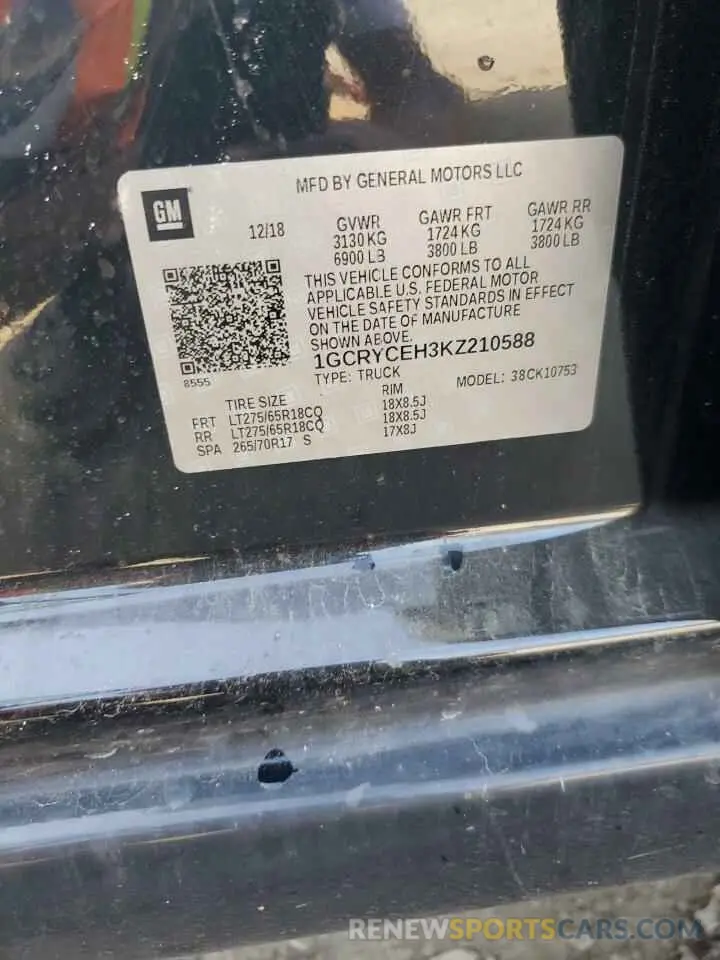 MFD BY GENERAL MOTORS LLC
GM
12/18
GVWR GAWR FRT GAWR RR
3130 KG 1724 KG 1724 KG
6900 LB 3800 LB 3800 LB
THIS VEHICLE CONFORMS TO ALL
APPLICABLE U.S. FEDERAL MOTOR
VEHICLE SAFETY STANDARDS IN EFFECT
ON THE DATE OF MANUFACTURE
SHOWN ABOVE.
8555
1GCRYCEH3KZ210588
TYPE: TRUCK MODEL: 38CK10753
TIRE SIZE RIM
FRT LT275/65R18CQ 18X8.5J
RR LT275/65R18CQ 18X8.5J
SPA 265/70R17 S 17X8J
RENEWSPORTSCARS.COM